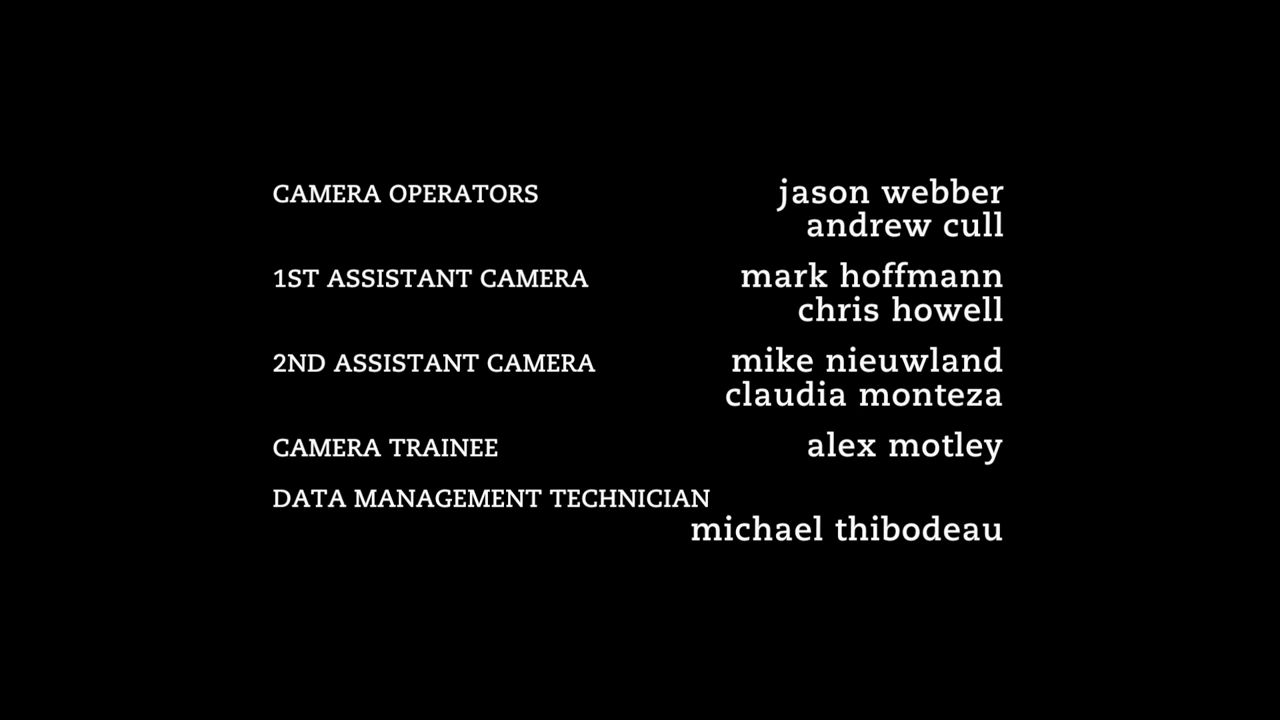 CAMERA OPERATORS jason webber
andrew cull
1ST ASSISTANT CAMERA mark hoffmann
chris howell
2ND ASSISTANT CAMERA mike nieuwland
claudia monteza
CAMERA TRAINEE alex motley
DATA MANAGEMENT TECHNICIAN
michael thibodeau